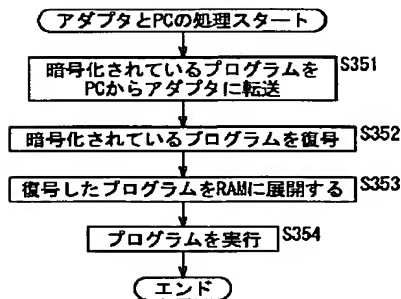 アダプタとPCの処理スタート
暗号化されているプログラムを
PCからアダプタに転送
S351
暗号化されているプログラムを復号
S352
復号したプログラムをRAMに展開する
S353
プログラムを実行
S354
エンド